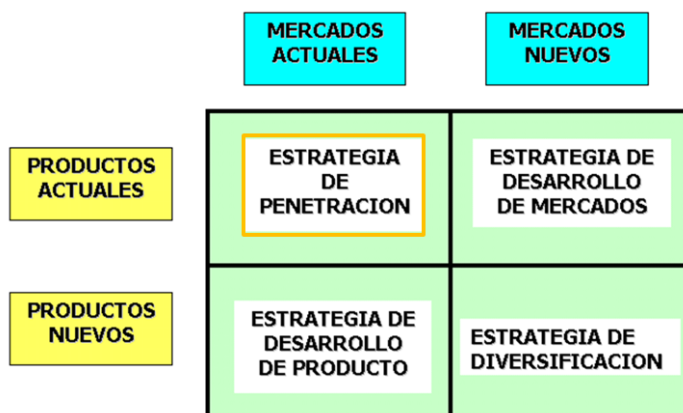 MERCADOS
ACTUALES
MERCADOS
NUEVOS
PRODUCTOS
ACTUALES
ESTRATEGIA
DE
PENETRACION
ESTRATEGIA DE
DESARROLLO
DE MERCADOS
PRODUCTOS
NUEVOS
ESTRATEGIA DE
DESARROLLO
DE PRODUCTO
ESTRATEGIA DE
DIVERSIFICACION